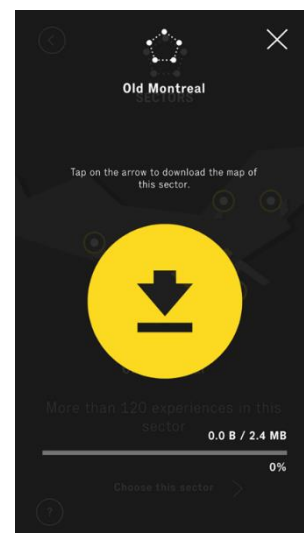 Old Montreal
SECTORS
Tap on the arrow to download the map of
this sector.
More than 120 experiences in this
sector
0.0 B / 2.4 MB
0%
Choose this sector
?